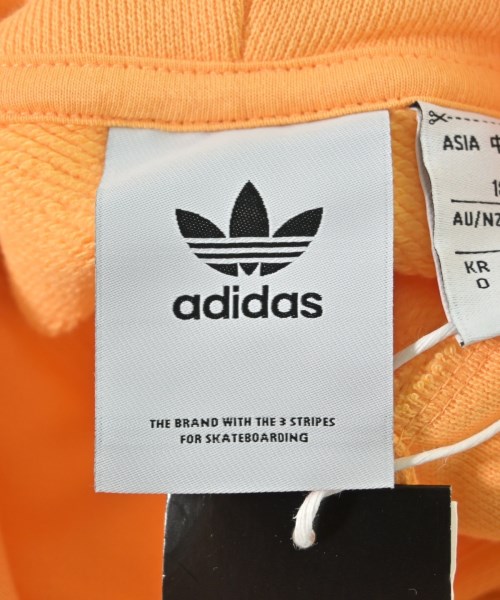 adidas
THE BRAND WITH THE 3 STRIPES
FOR SKATEBOARDING
ASIA 中
AU/NZ
KR